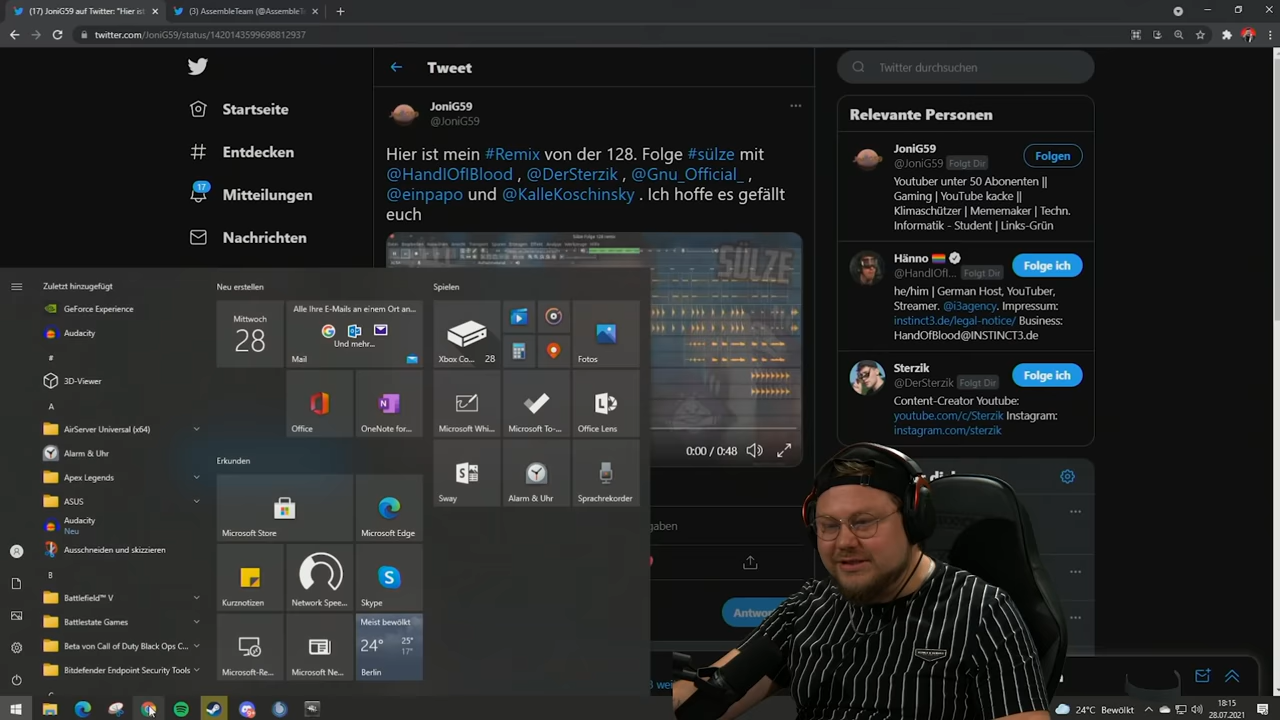 (17) JoniG59 auf Twitter: "Hier ist
(3) AssembleTeam (@AssembleT
twitter.com/JoniG59/status/1420143599698812937
Startseite
Entdecken
17
Mitteilungen
Nachrichten
Tweet
JoniG59
@JoniG59
Hier ist mein #Remix von der 128. Folge #sülze mit
@HandIOflBlood , @DerSterzik , @Gnu_Official_ ,
@einpapo und @KalleKoschinsky . Ich hoffe es gefällt
euch
SÜLZE
0:00 / 0:48
Twitter durchsuchen
Relevante Personen
JoniG59
@JoniG59 Folgt Dir
Folgen
Youtuber unter 50 Abonenten ||
Gaming | YouTube kacke ||
Klimaschützer | Mememaker | Techn.
Informatik - Student | Links-Grün
Hänno
@HandIOfl... Folgt Dir
Folge ich
he/him | German Host, YouTuber,
Streamer. @i3agency. Impressum:
instinct3.de/legal-notice/ Business:
HandOfBlood@INSTINCT3.de
Sterzik
@DerSterzik Folgt Dir
Folge ich
Content-Creator Youtube:
youtube.com/c/Sterzik Instagram:
instagram.com/sterzik
Zuletzt hinzugefügt
GeForce Experience
Audacity
#
3D-Viewer
A
AirServer Universal (x64)
Alarm & Uhr
Apex Legends
ASUS
Audacity
Neu
Ausschneiden und skizzieren
B
Battlefield™ V
Battlestate Games
Beta von Call of Duty Black Ops C...
Bitdefender Endpoint Security Tools
Neu erstellen
Mittwoch
28
Alle Ihre E-Mails an einem Ort an...
Und mehr...
Mail
Office
OneNote for...
Erkunden
Microsoft Store
Microsoft Edge
Kurznotizen
Network Spee...
Skype
Microsoft-Re...
Microsoft Ne...
Meist bewölkt
24° 25°
17°
Berlin
Spielen
Xbox Co... 28
Fotos
Microsoft Whi...
Microsoft To-...
Office Lens
Sway
Alarm & Uhr
Sprachrekorder
24°C Bewölkt
18:15
28.07.2021